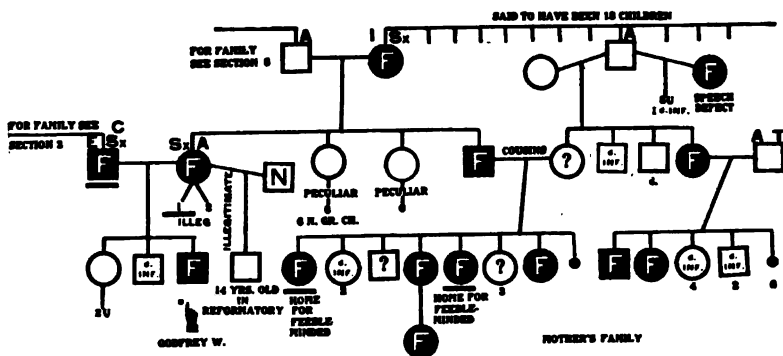 SAID TO HAVE BEEN 18 CHILDREN
A
Sx
A
FOR FAMILY
SEE SECTION 5
F
F
SPEECH
DEFECT
FOR FAMILY SEE
SECTION 2
C
Sx
Sx A
A
F
F
N
ILLEG
ILLEGITIMATE
PECULIAR
6 N. GR. CH.
PECULIAR
F
COUSINS
?
d.
INF.
d.
F
d.
INF.
F
14 YRS. OLD
IN
REFORMATORY
F
HOME
FOR
FEEBLE-
MINDED
d.
INF.
2
?
F
F
HOME FOR
FEEBLE-
MINDED
?
3
F
F
F
d.
INF.
4
d.
INF.
2
6
2U
GODFREY W.
F
MOTHER'S FAMILY